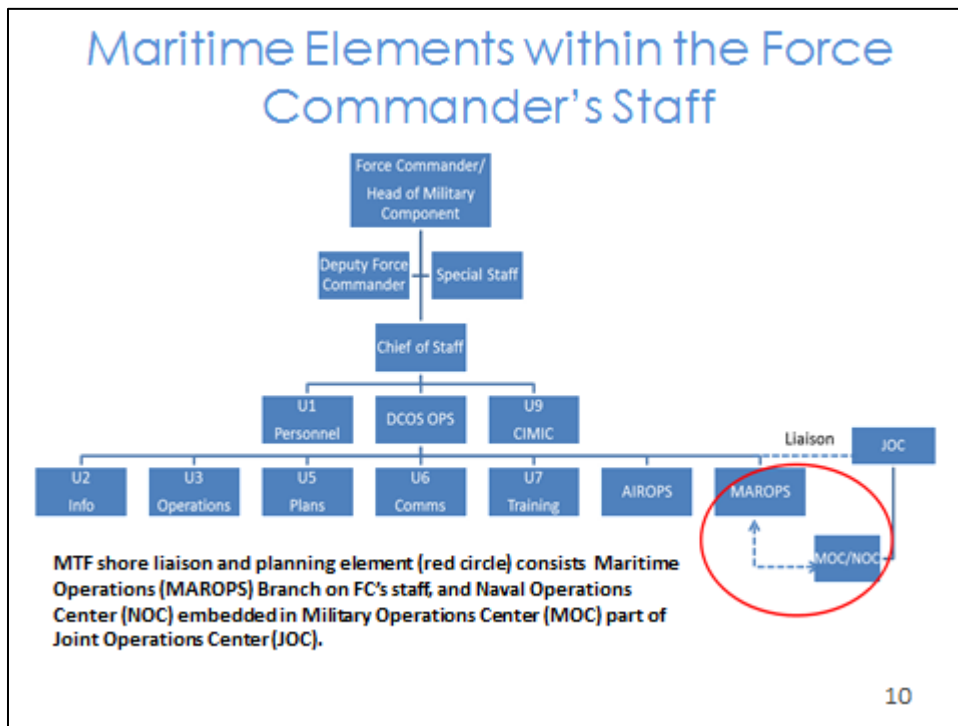 Maritime Elements within the Force
Commander's Staff
Force Commander/
Head of Military
Component
Deputy Force
Commander
Special Staff
Chief of Staff
U1
Personnel
DCOS OPS
U9
CIMIC
Liaison
JOC
U2
Info
U3
Operations
U5
Plans
U6
Comms
U7
Training
AIROPS
MAROPS
MOC/NOC
MTF shore liaison and planning element (red circle) consists Maritime
Operations (MAROPS) Branch on FC's staff, and Naval Operations
Center (NOC) embedded in Military Operations Center (MOC) part of
Joint Operations Center (JOC).
10